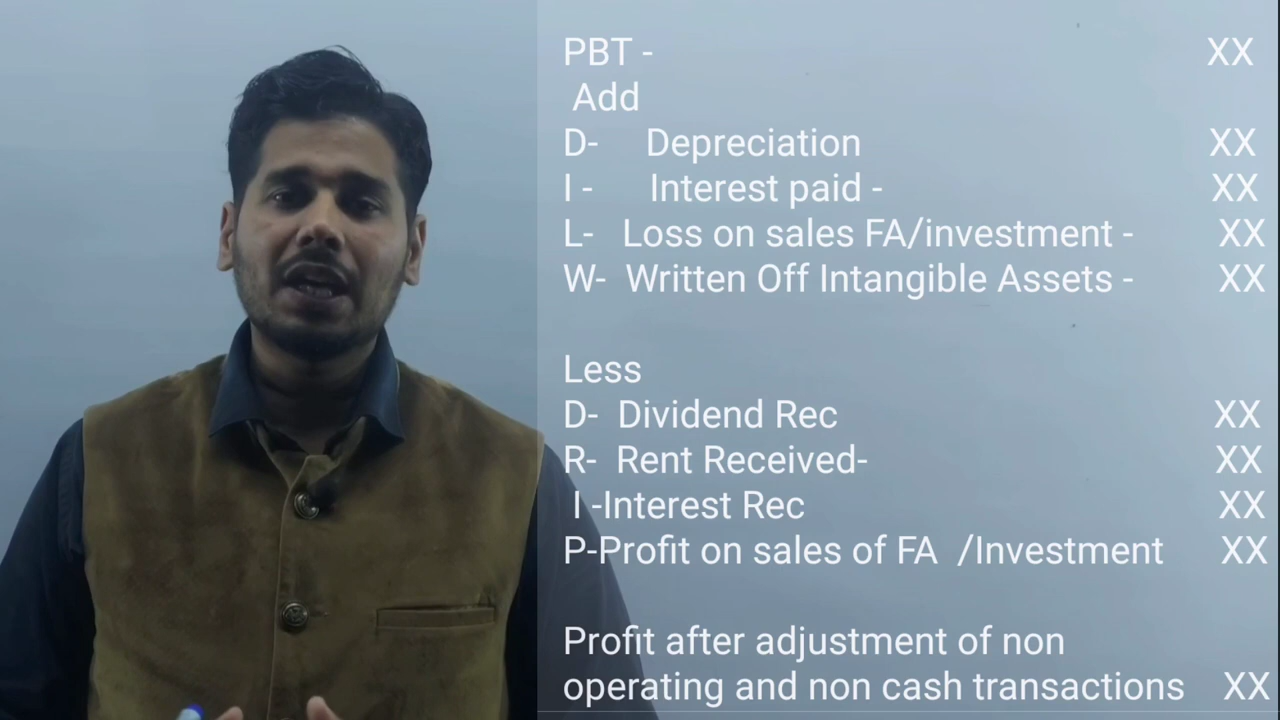 PBT - XX
Add
D- Depreciation XX
I - Interest paid - XX
L- Loss on sales FA/investment - XX
W- Written Off Intangible Assets - XX
Less
D- Dividend Rec XX
R- Rent Received- XX
I -Interest Rec XX
P-Profit on sales of FA /Investment XX
Profit after adjustment of non
operating and non cash transactions XX